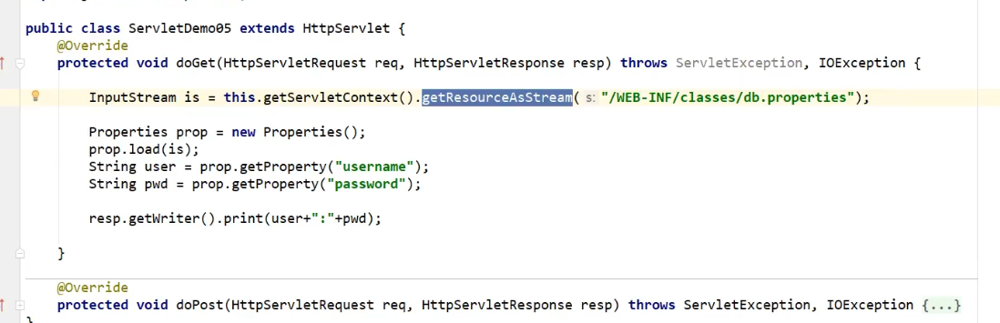 public class ServletDemo05 extends HttpServlet {
@Override
protected void doGet(HttpServletRequest req, HttpServletResponse resp) throws ServletException, IOException {
InputStream is = this.getServletContext().getResourceAsStream( s: "/WEB-INF/classes/db.properties");
Properties prop = new Properties();
prop.load(is);
String user = prop.getProperty("username");
String pwd = prop.getProperty("password");
resp.getWriter().print(user+":"+pwd);
}
@Override
protected void doPost(HttpServletRequest req, HttpServletResponse resp) throws ServletException, IOException {...}
}